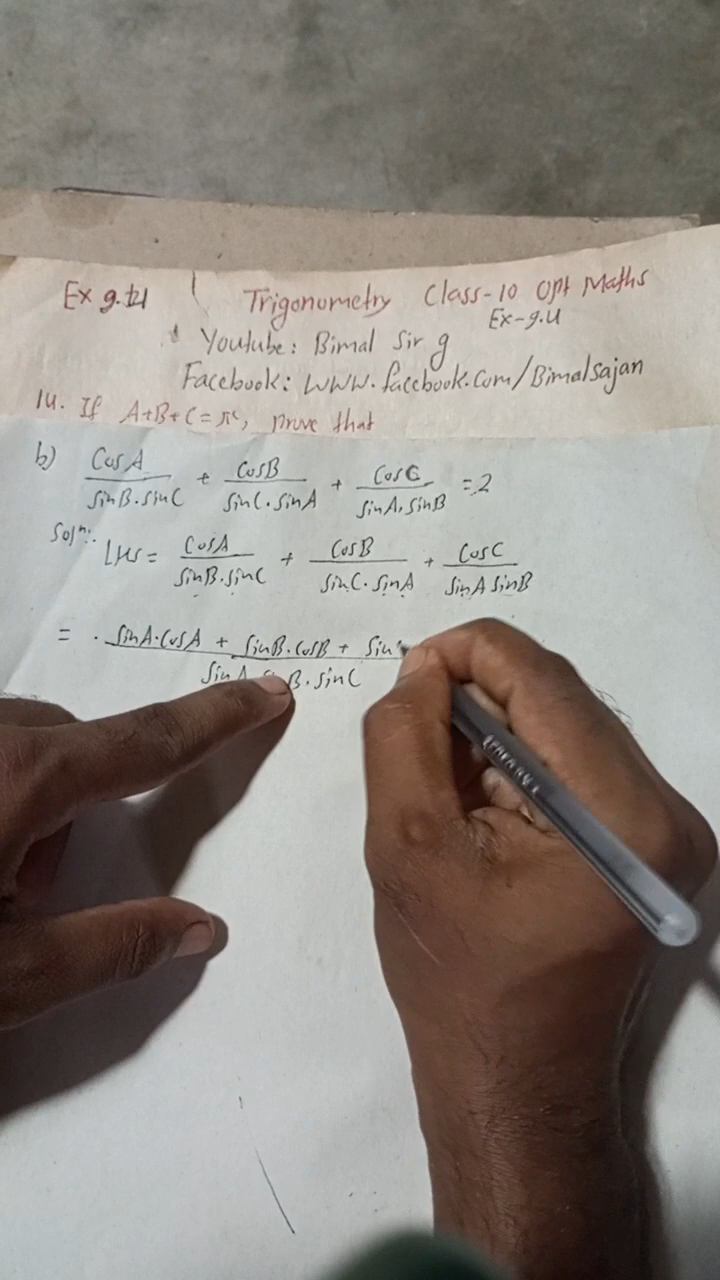 Ex 9.4 Trigonometry Class-10 Opt Maths
Ex-9.4
Youtube: Bimal Sir g
Facebook: www.facebook.com/Bimalsajan
14. If A+B+C=πᶜ, prove that
b) CosA/SinB.SinC + CosB/SinC.SinA + CosC/SinA.SinB =2
Solⁿ:
LHS= CosA/SinB.SinC + CosB/SinC.SinA + CosC/SinA SinB
= SinA.CosA + SinB.CosB + Sin
SinA B.SinC